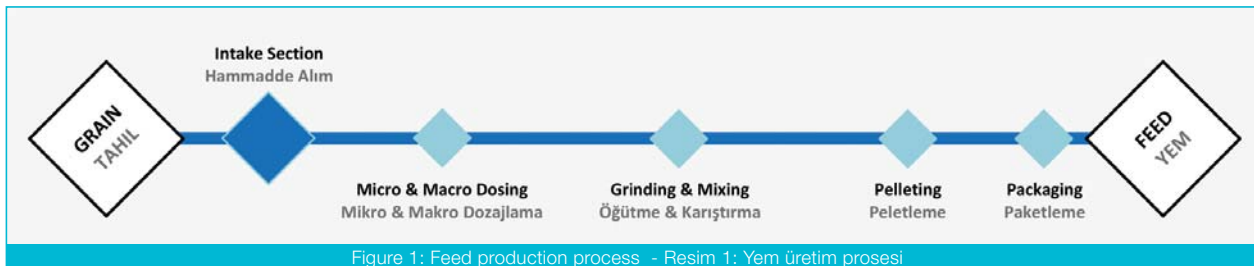 GRAIN
TAHIL
Intake Section
Hammadde Alım
Micro & Macro Dosing
Mikro & Makro Dozajlama
Grinding & Mixing
Öğütme & Karıştırma
Pelleting
Peletleme
Packaging
Paketleme
FEED
YEM
Figure 1: Feed production process - Resim 1: Yem üretim prosesi